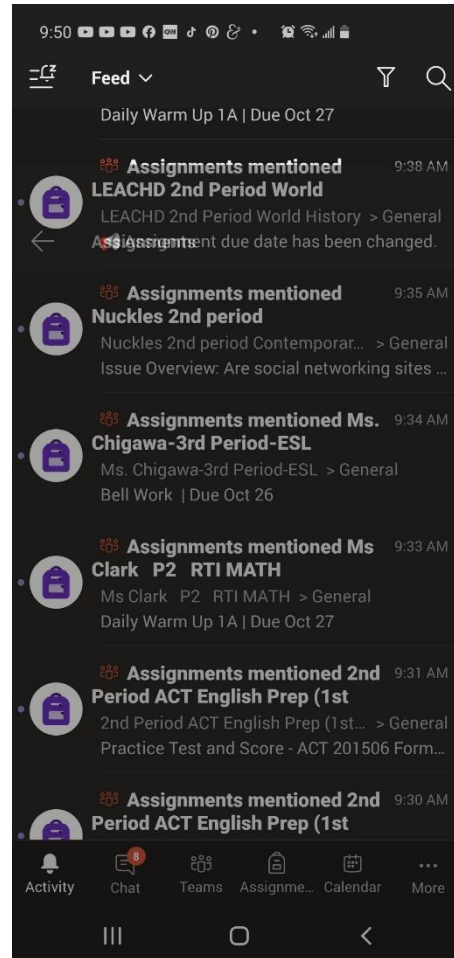 9:50
Feed
Daily Warm Up 1A | Due Oct 27
Assignments mentioned 9:38 AM
LEACHD 2nd Period World
LEACHD 2nd Period World History > General
Assignment due date has been changed.
Assignments
Assignments mentioned 9:35 AM
Nuckles 2nd period
Nuckles 2nd period Contemporar... > General
Issue Overview: Are social networking sites ...
Assignments mentioned Ms. 9:34 AM
Chigawa-3rd Period-ESL
Ms. Chigawa-3rd Period-ESL > General
Bell Work | Due Oct 26
Assignments mentioned Ms 9:33 AM
Clark P2 RTI MATH
Ms Clark P2 RTI MATH > General
Daily Warm Up 1A | Due Oct 27
Assignments mentioned 2nd 9:31 AM
Period ACT English Prep (1st
2nd Period ACT English Prep (1st... > General
Practice Test and Score - ACT 201506 Form...
Assignments mentioned 2nd 9:30 AM
Period ACT English Prep (1st
8
Activity Chat Teams Assignme... Calendar More